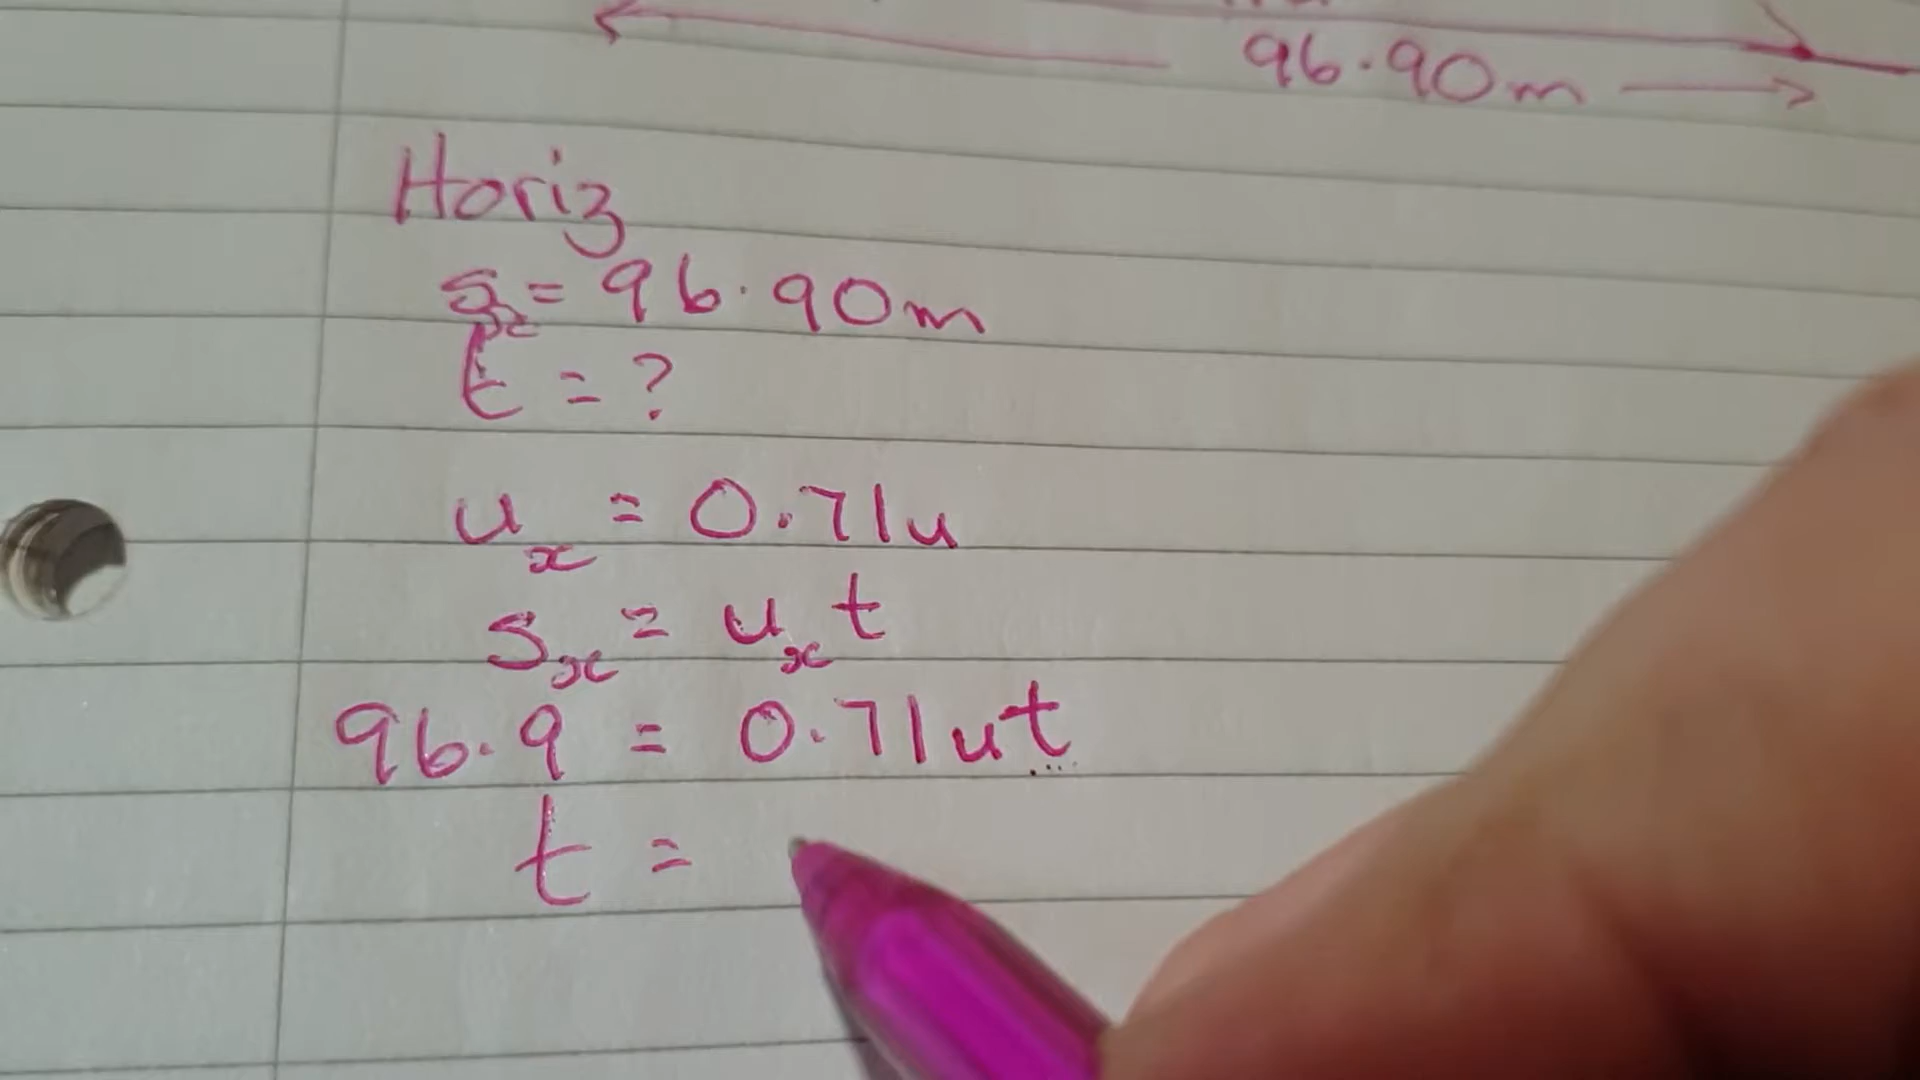 96.90m
Horiz
sₓ = 96.90m
t = ?
uₓ = 0.71u
sₓ = uₓt
96.9 = 0.71ut
t =